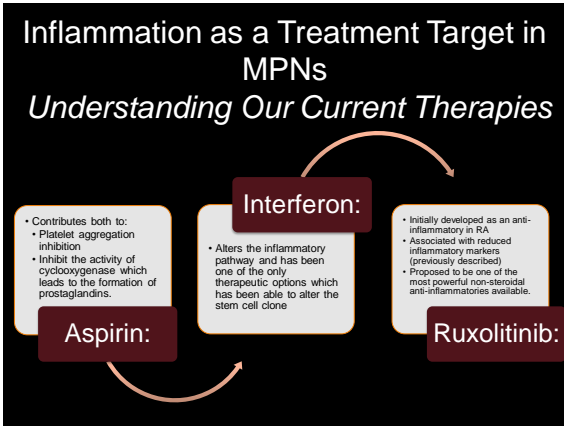 Inflammation as a Treatment Target in
MPNs
Understanding Our Current Therapies
• Contributes both to:
• Platelet aggregation
inhibition
• Inhibit the activity of
cyclooxygenase which
leads to the formation of
prostaglandins.
Aspirin:
Interferon:
• Alters the inflammatory
pathway and has been
one of the only
therapeutic options which
has been able to alter the
stem cell clone
• Initially developed as an anti-
inflammatory in RA
• Associated with reduced
inflammatory markers
(previously described)
• Proposed to be one of the
most powerful non-steroidal
anti-inflammatories available.
Ruxolitinib: